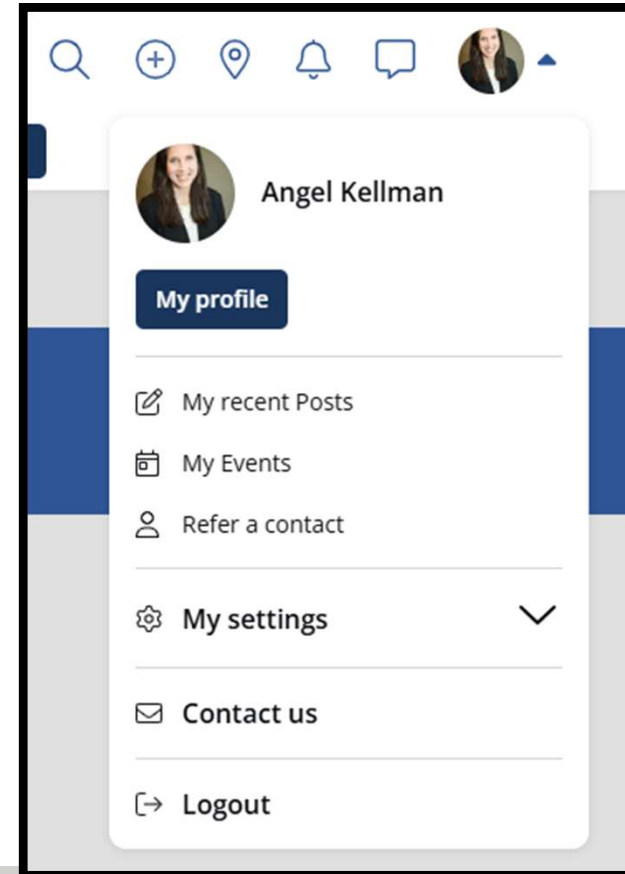 Angel Kellman
My profile
My recent Posts
My Events
Refer a contact
My settings
Contact us
Logout